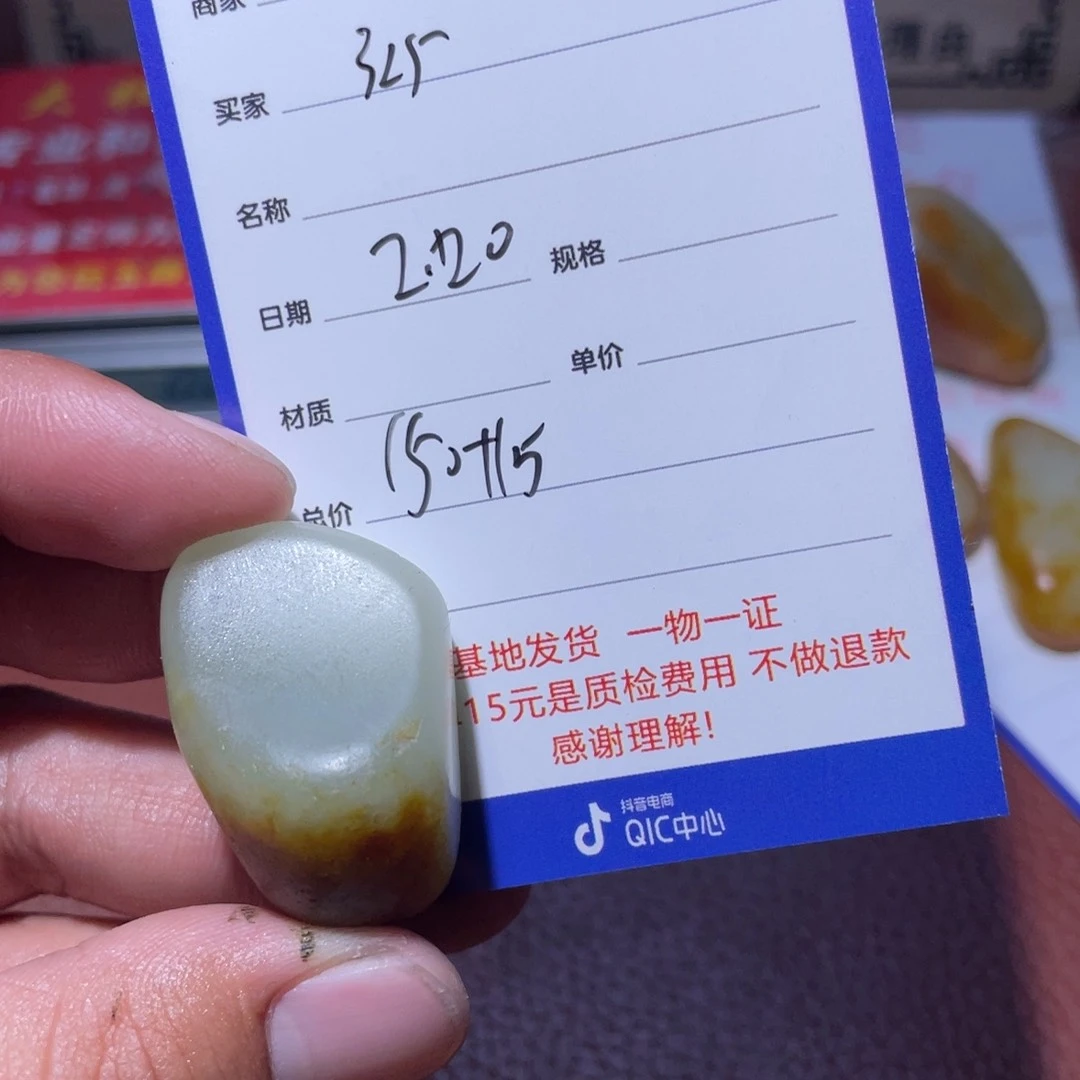 商家
买家 325
名称
日期 2.20 规格
材质 单价
总价 150+15
基地发货 一物一证
15元是质检费用 不做退款
感谢理解!
抖音电商
QIC中心